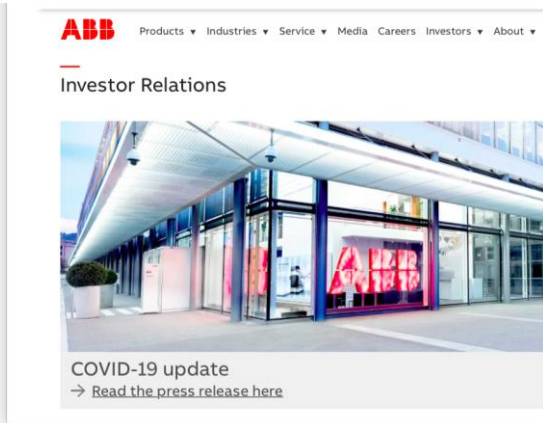 ABB
Products ▾ Industries ▾ Service ▾ Media Careers Investors ▾ About ▾
Investor Relations
ABB
COVID-19 update
→ Read the press release here